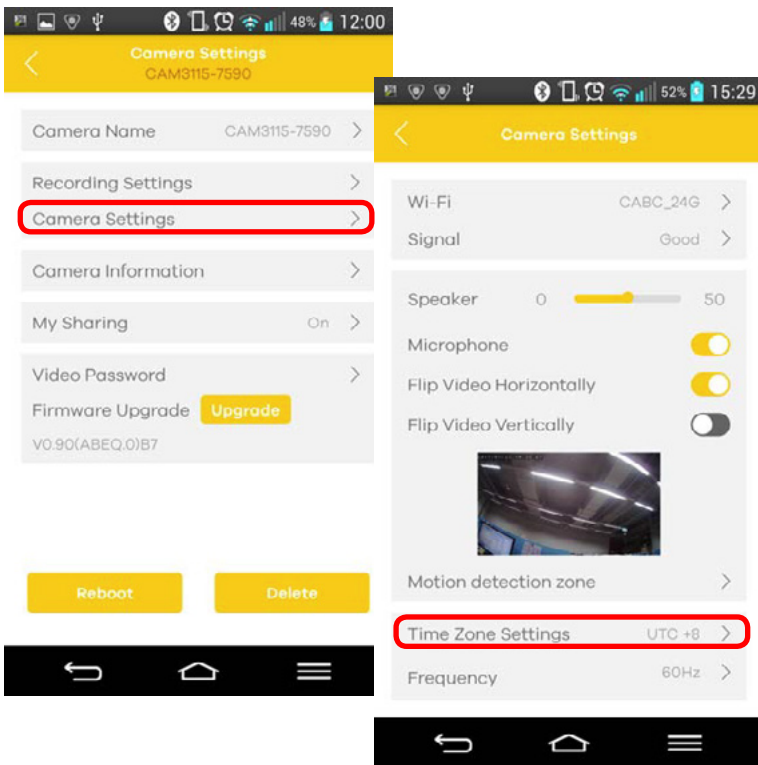 48% 12:00
Camera Settings
CAM3115-7590
Camera Name CAM3115-7590
Recording Settings
Camera Settings
Camera Information
My Sharing On
Video Password
Firmware Upgrade Upgrade
V0.90(ABEQ.0)B7
Reboot Delete
52% 15:29
Camera Settings
Wi-Fi CABC_24G
Signal Good
Speaker 0 50
Microphone
Flip Video Horizontally
Flip Video Vertically
Motion detection zone
Time Zone Settings UTC +8
Frequency 60Hz